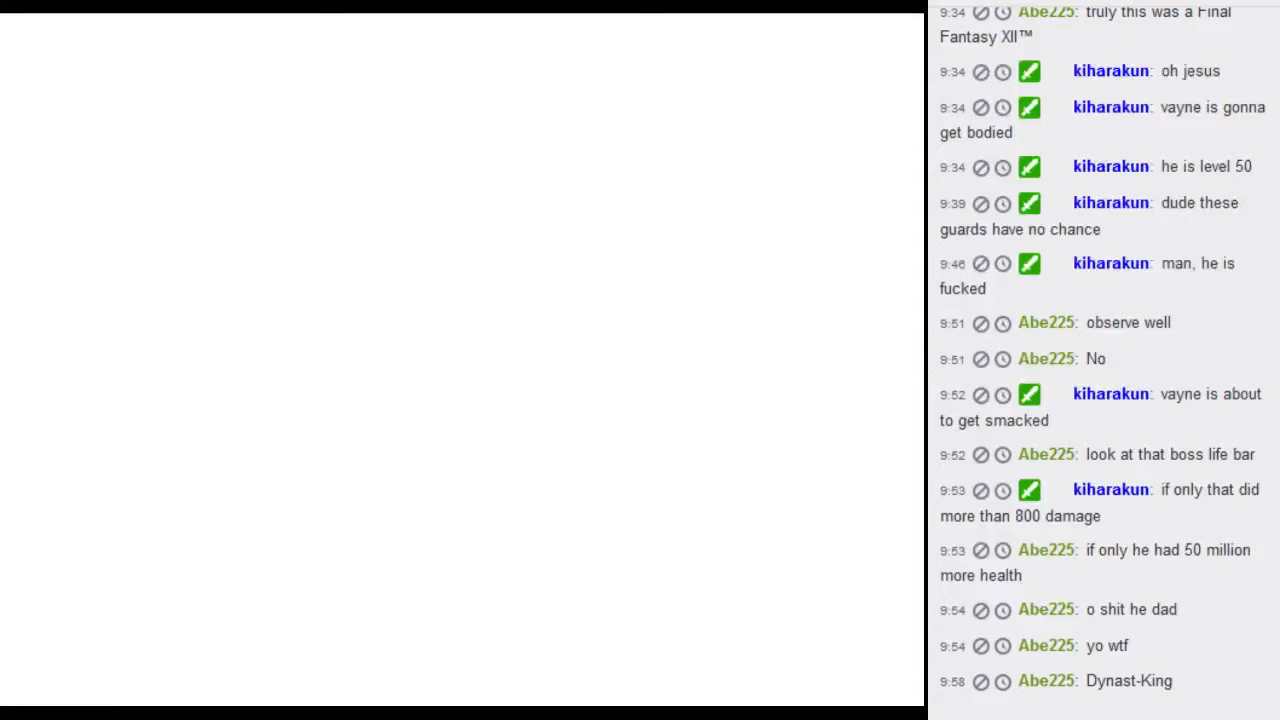 9:34 Abe225: truly this was a Final
Fantasy XII™
9:34 kiharakun: oh jesus
9:34 kiharakun: vayne is gonna
get bodied
9:34 kiharakun: he is level 50
9:39 kiharakun: dude these
guards have no chance
9:46 kiharakun: man, he is
fucked
9:51 Abe225: observe well
9:51 Abe225: No
9:52 kiharakun: vayne is about
to get smacked
9:52 Abe225: look at that boss life bar
9:53 kiharakun: if only that did
more than 800 damage
9:53 Abe225: if only he had 50 million
more health
9:54 Abe225: o shit he dad
9:54 Abe225: yo wtf
9:58 Abe225: Dynast-King